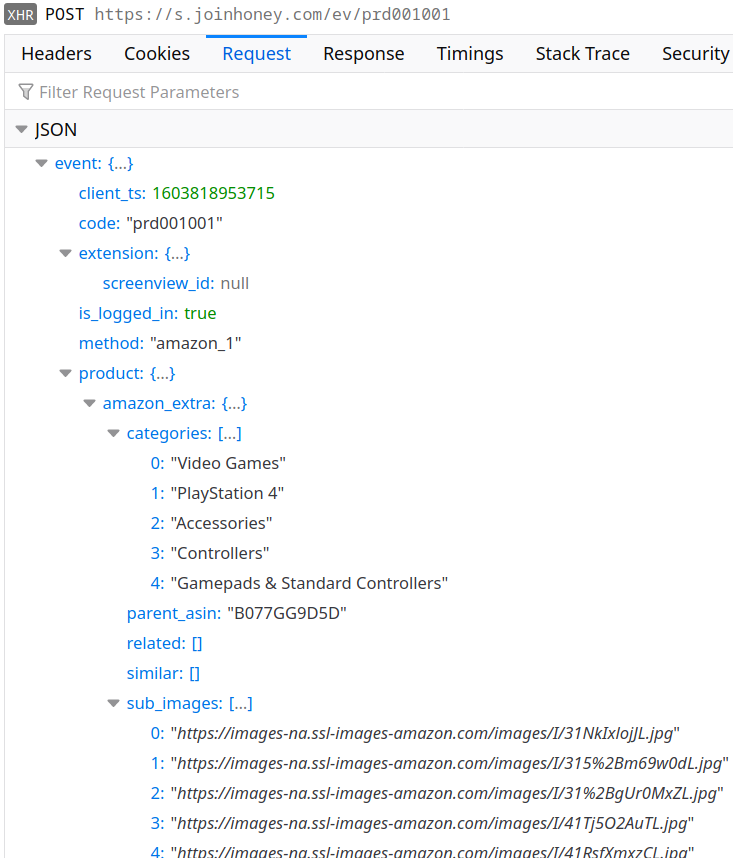 XHR POST https://s.joinhoney.com/ev/prd001001
Headers Cookies Request Response Timings Stack Trace Security
Filter Request Parameters
JSON
event: {…}
client_ts: 1603818953715
code: "prd001001"
extension: {…}
screenview_id: null
is_logged_in: true
method: "amazon_1"
product: {…}
amazon_extra: {…}
categories: […]
0: "Video Games"
1: "PlayStation 4"
2: "Accessories"
3: "Controllers"
4: "Gamepads & Standard Controllers"
parent_asin: "B077GG9D5D"
related: []
similar: []
sub_images: […]
0: "https://images-na.ssl-images-amazon.com/images/I/31NkIxlojJL.jpg"
1: "https://images-na.ssl-images-amazon.com/images/I/315%2Bm69w0dL.jpg"
2: "https://images-na.ssl-images-amazon.com/images/I/31%2BgUr0MxZL.jpg"
3: "https://images-na.ssl-images-amazon.com/images/I/41Tj5O2AuTL.jpg"
4: "https://images-na.ssl-images-amazon.com/images/I/41RsfXmxzCL.jpg"